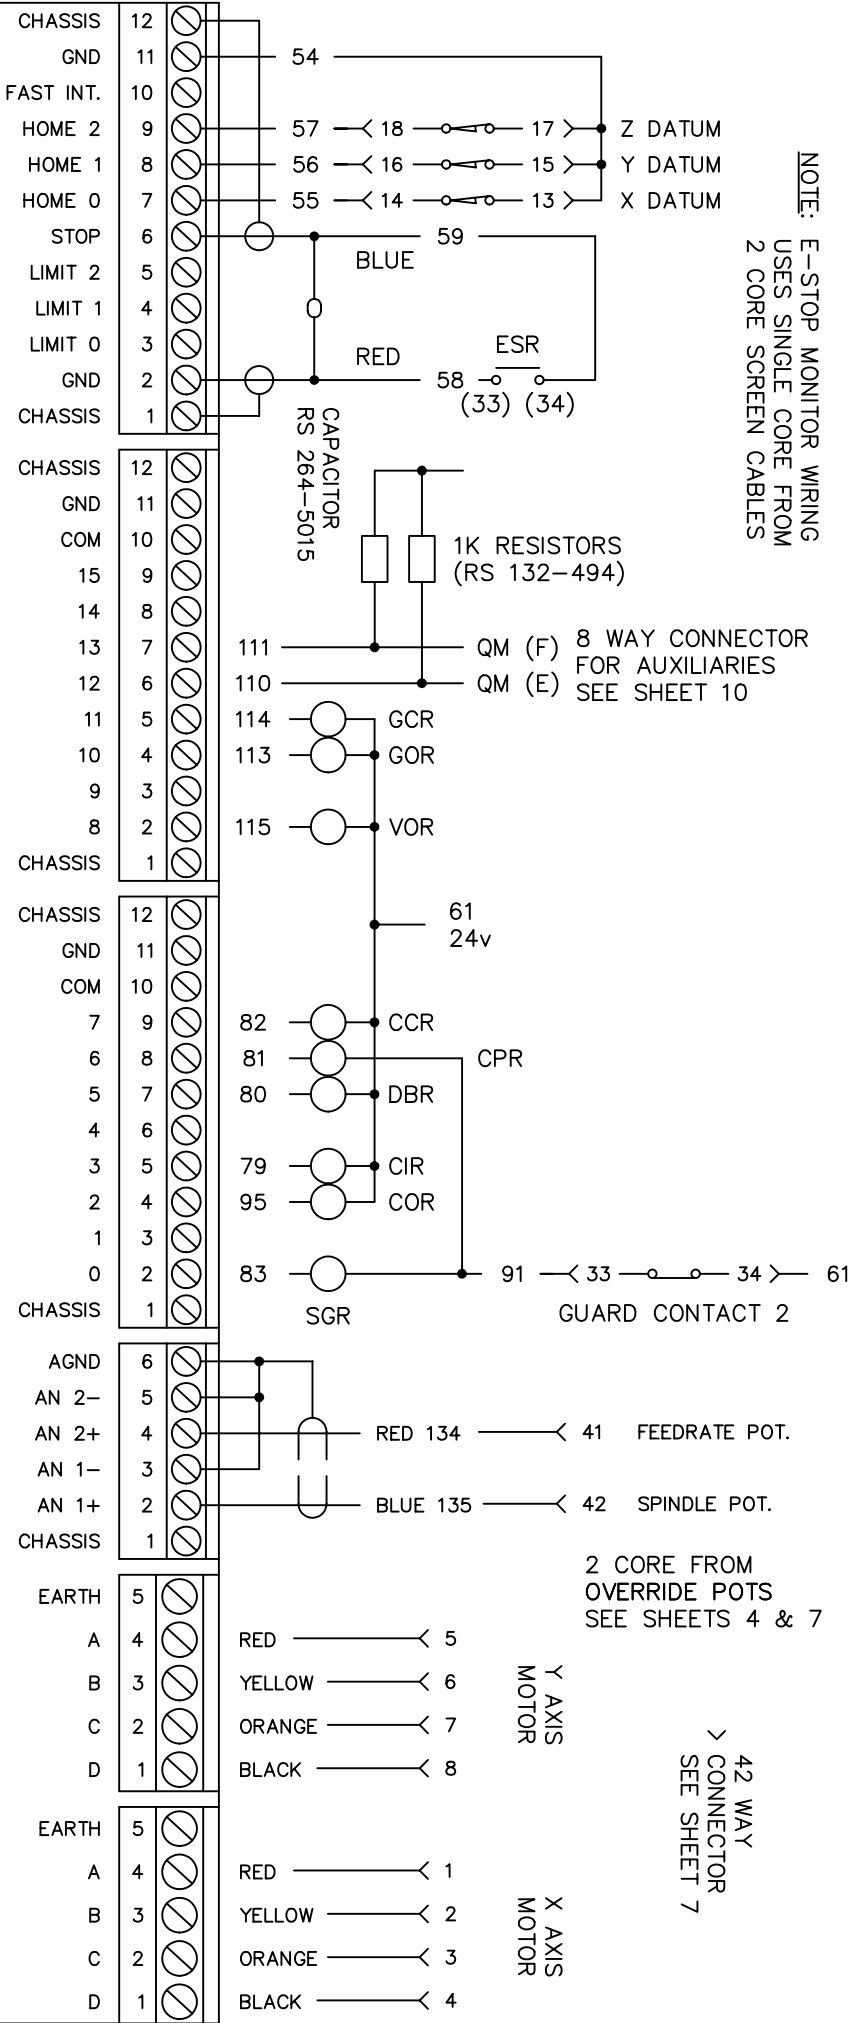 CHASSIS 12
GND 11 54
FAST INT. 10
HOME 2 9 57 18 17 Z DATUM
HOME 1 8 56 16 15 Y DATUM
HOME 0 7 55 14 13 X DATUM
STOP 6 59
BLUE
LIMIT 2 5
LIMIT 1 4
LIMIT 0 3
RED ESR
GND 2 58
(33) (34)
CHASSIS 1
NOTE: E-STOP MONITOR WIRING
USES SINGLE CORE FROM
2 CORE SCREEN CABLES
CAPACITOR
RS 264-5015
CHASSIS 12
GND 11
COM 10
1K RESISTORS
(RS 132-494)
15 9
14 8
13 7 111 QM (F)
12 6 110 QM (E)
8 WAY CONNECTOR
FOR AUXILIARIES
SEE SHEET 10
11 5 114 GCR
10 4 113 GOR
9 3
8 2 115 VOR
CHASSIS 1
CHASSIS 12
61
24v
GND 11
COM 10
7 9 82 CCR
6 8 81 CPR
5 7 80 DBR
4 6
3 5 79 CIR
2 4 95 COR
1 3
0 2 83 91 33 34 61
CHASSIS 1
SGR
GUARD CONTACT 2
AGND 6
AN 2- 5
AN 2+ 4 RED 134 41 FEEDRATE POT.
AN 1- 3
AN 1+ 2 BLUE 135 42 SPINDLE POT.
CHASSIS 1
2 CORE FROM
OVERRIDE POTS
SEE SHEETS 4 & 7
EARTH 5
A 4 RED 5
B 3 YELLOW 6
C 2 ORANGE 7
D 1 BLACK 8
Y AXIS
MOTOR
> 42 WAY
CONNECTOR
SEE SHEET 7
EARTH 5
A 4 RED 1
B 3 YELLOW 2
C 2 ORANGE 3
D 1 BLACK 4
X AXIS
MOTOR